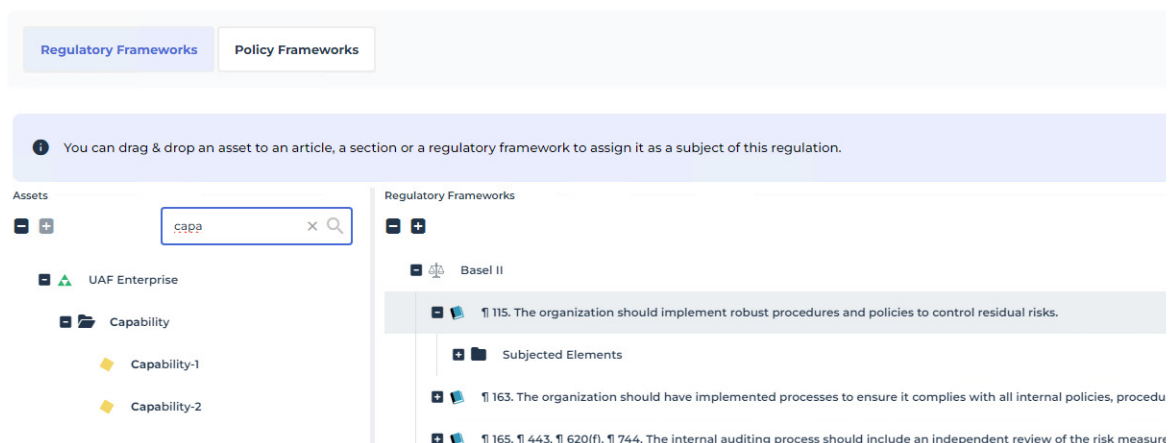 Regulatory Frameworks
Policy Frameworks
You can drag & drop an asset to an article, a section or a regulatory framework to assign it as a subject of this regulation.
Assets
Regulatory Frameworks
capa
UAF Enterprise
Capability
Capability-1
Capability-2
Basel II
¶ 115. The organization should implement robust procedures and policies to control residual risks.
Subjected Elements
¶ 163. The organization should have implemented processes to ensure it complies with all internal policies, procedu
¶ 165, ¶ 443, ¶ 620(f), ¶ 744. The internal auditing process should include an independent review of the risk measure